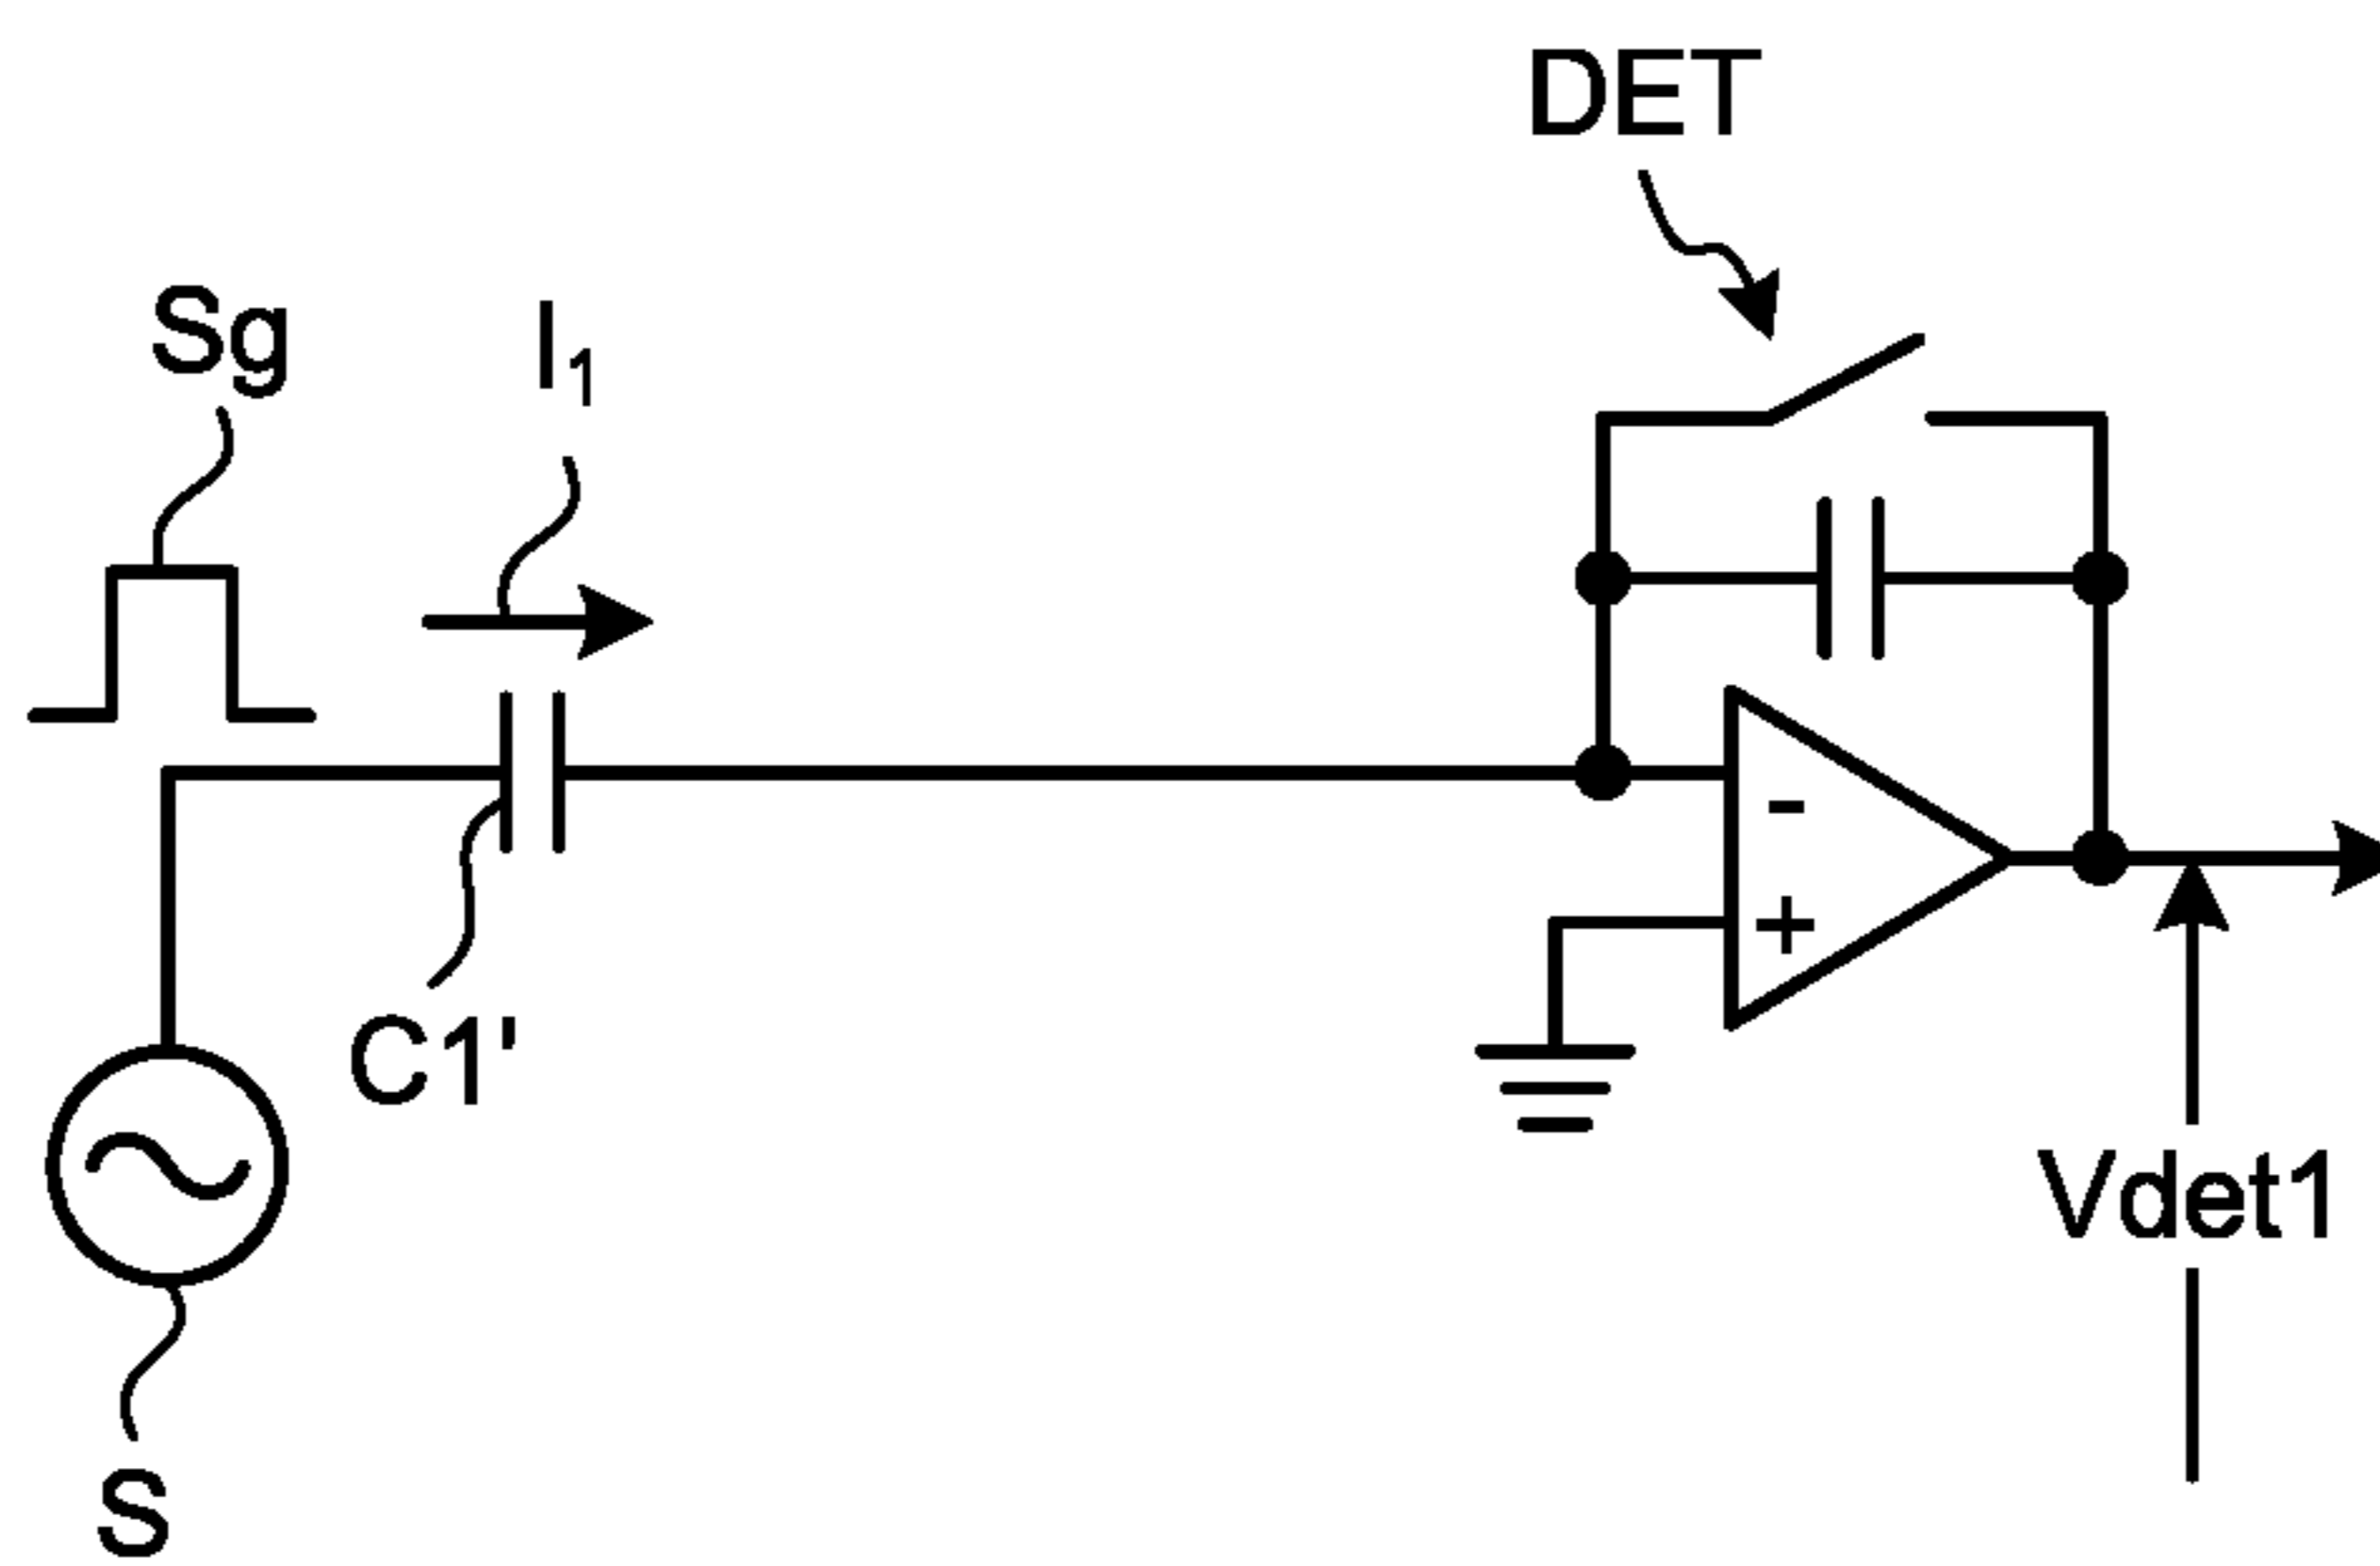 DET
Sg
I₁
-
+
C1'
Vdet1
S